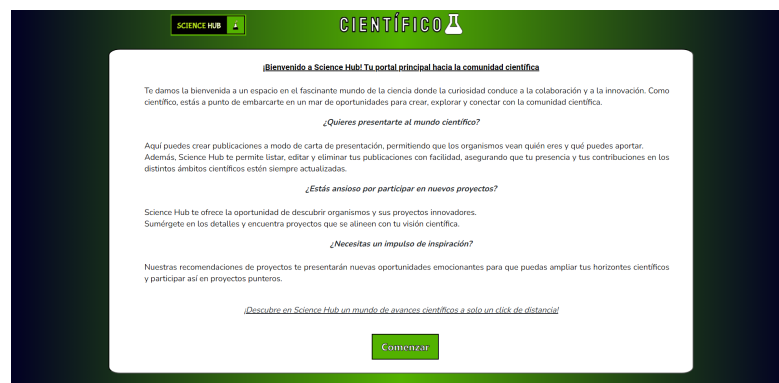 SCIENCE HUB
CIENTÍFICO
¡Bienvenido a Science Hub! Tu portal principal hacia la comunidad científica
Te damos la bienvenida a un espacio en el fascinante mundo de la ciencia donde la curiosidad conduce a la colaboración y a la innovación. Como
científico, estás a punto de embarcarte en un mar de oportunidades para crear, explorar y conectar con la comunidad científica.
¿Quieres presentarte al mundo científico?
Aquí puedes crear publicaciones a modo de carta de presentación, permitiendo que los organismos vean quién eres y qué puedes aportar.
Además, Science Hub te permite listar, editar y eliminar tus publicaciones con facilidad, asegurando que tu presencia y tus contribuciones en los
distintos ámbitos científicos estén siempre actualizadas.
¿Estás ansioso por participar en nuevos proyectos?
Science Hub te ofrece la oportunidad de descubrir organismos y sus proyectos innovadores.
Sumérgete en los detalles y encuentra proyectos que se alineen con tu visión científica.
¿Necesitas un impulso de inspiración?
Nuestras recomendaciones de proyectos te presentarán nuevas oportunidades emocionantes para que puedas ampliar tus horizontes científicos
y participar así en proyectos punteros.
¡Descubre en Science Hub un mundo de avances científicos a solo un click de distancia!
Comenzar